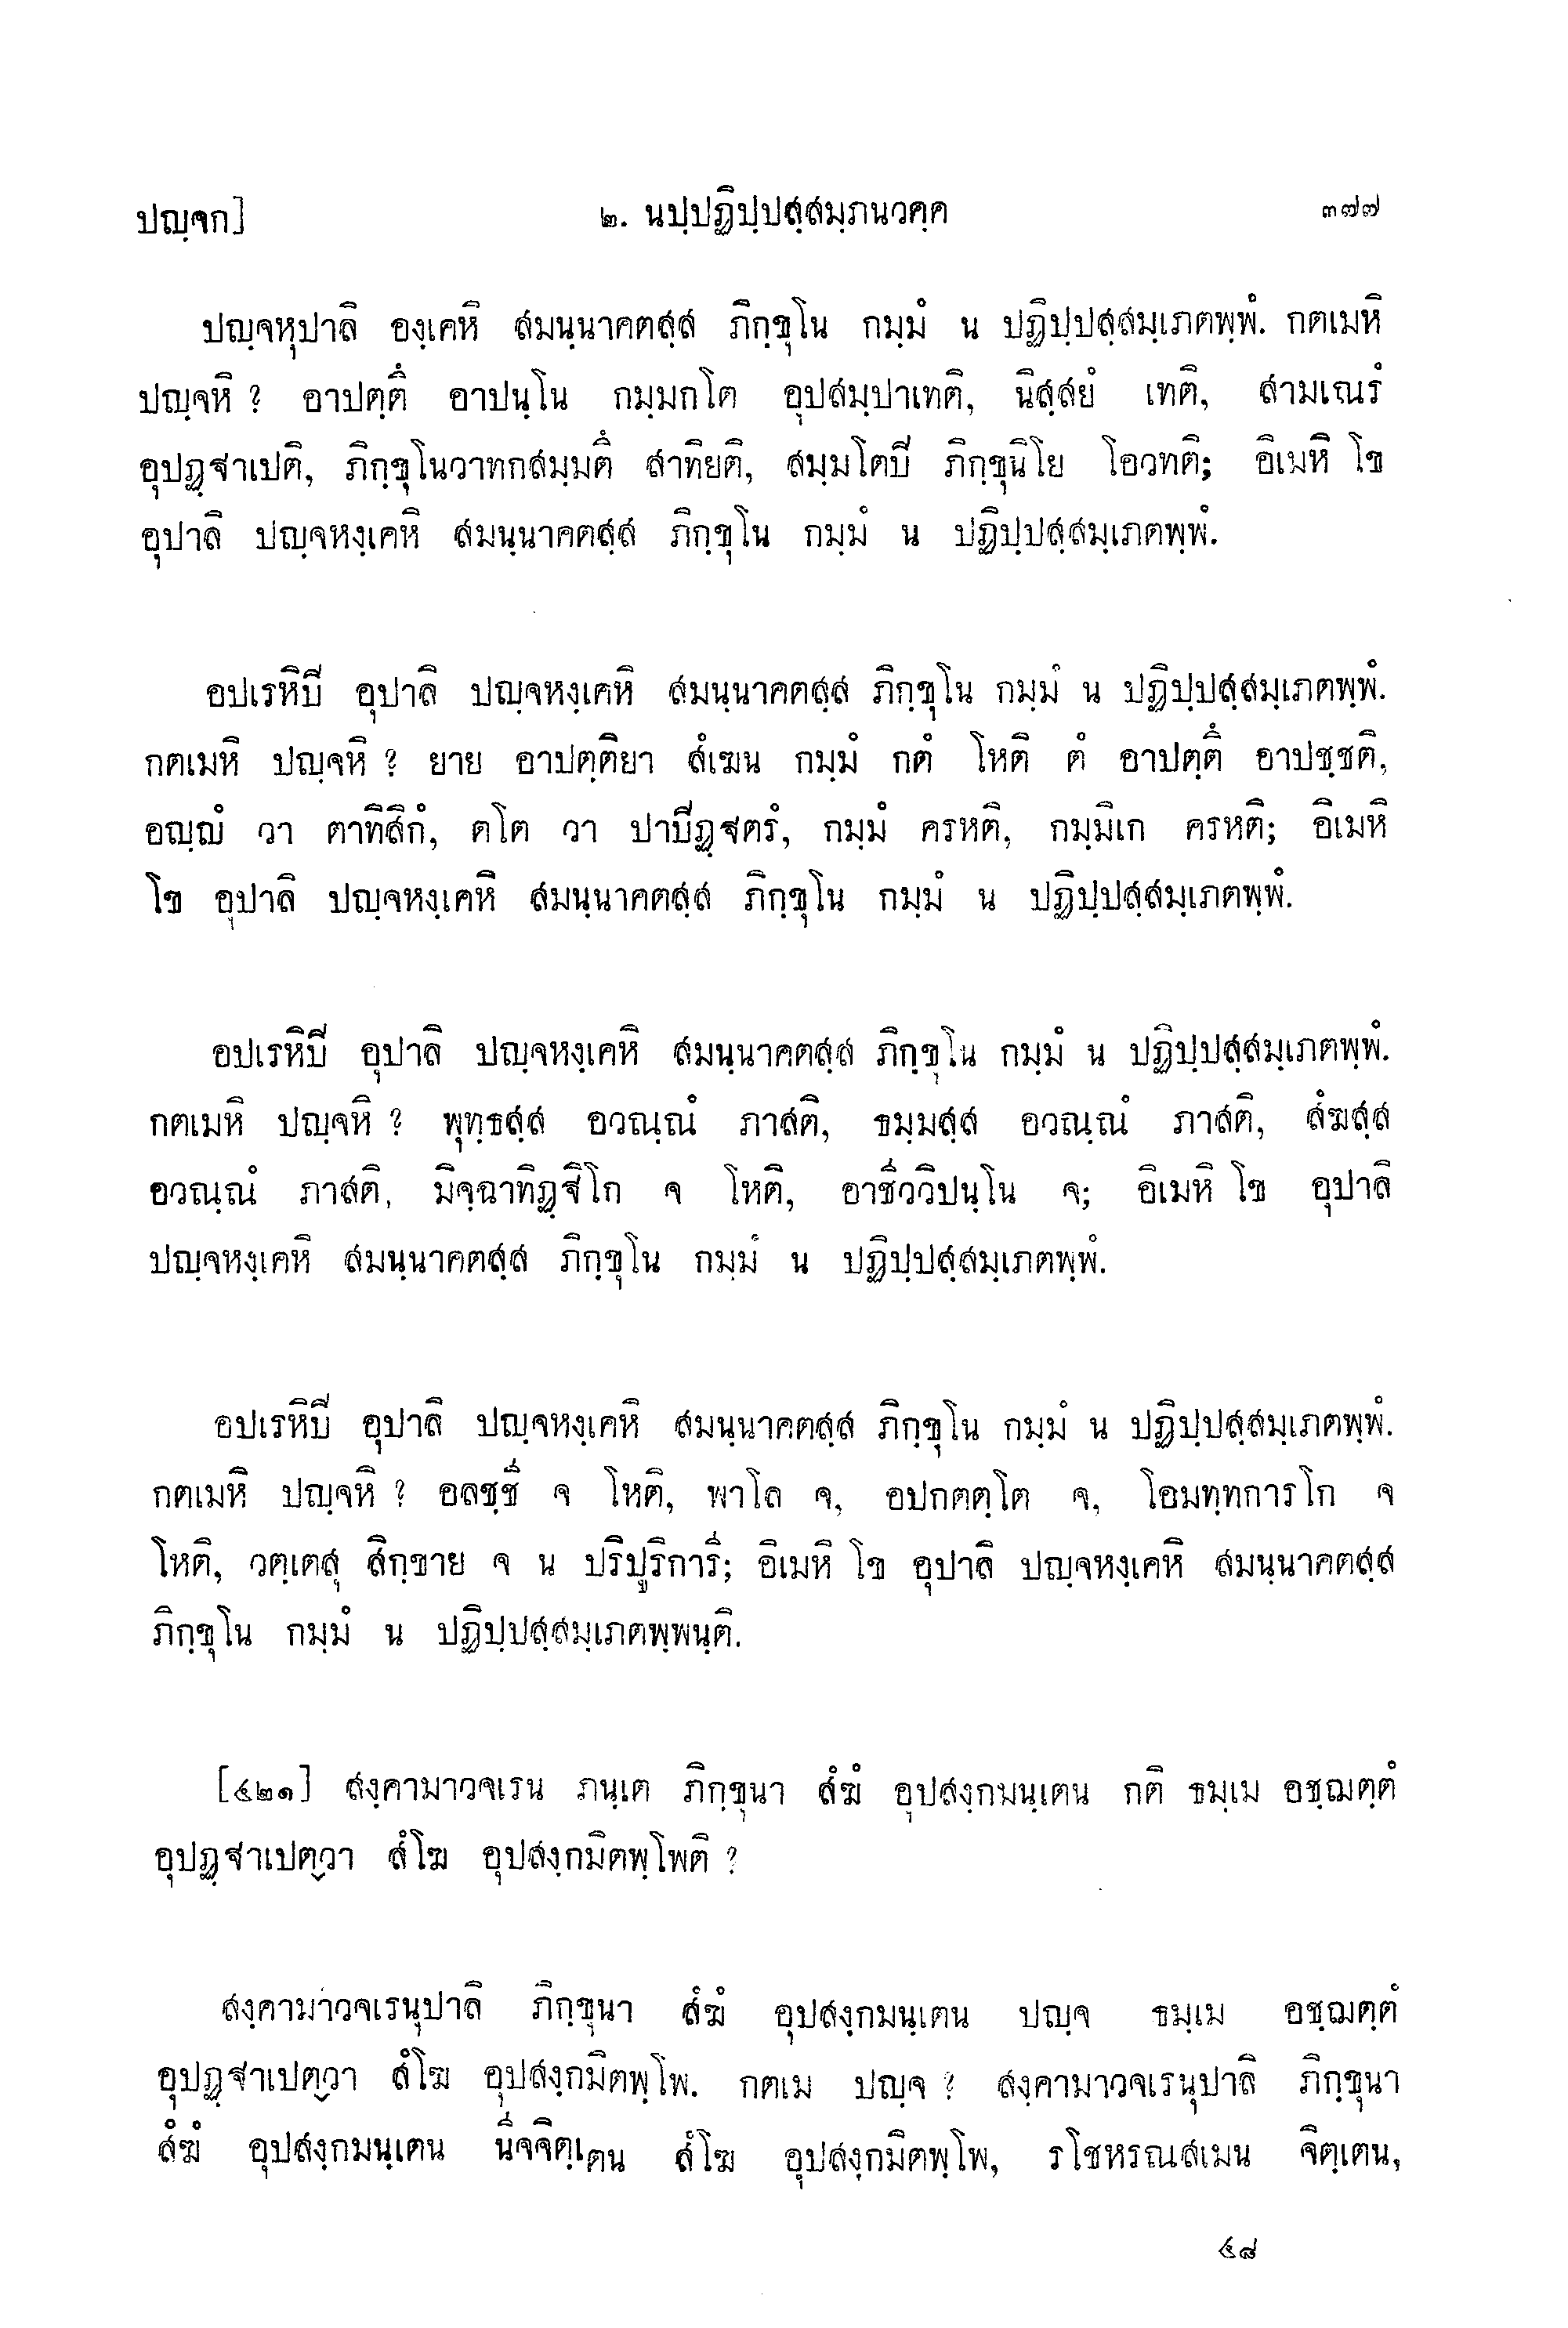 ปญฺจก]
๒. นปฺปฏิปฺปสฺสมฺภนวคฺค
๓๗๗
ปญฺจหุปาลิ องฺเคหิ สมนฺนาคตสฺส ภิกฺขุโน กมฺมํ น ปฏิปฺปสฺสมฺเภตพฺพํ. กตเมหิ
ปญฺจหิ ? อาปตฺตึ อาปนฺโน กมฺมกโต อุปสมฺปาเทติ, นิสฺสยํ เทติ, สามเณรํ
อุปฏฺฐาเปติ, ภิกฺขุโนวาทกสมฺมตึ สาทิยติ, สมฺมโตปี ภิกฺขุนิโย โอวทติ; อิเมหิ โข
อุปาลิ ปญฺจหงฺเคหิ สมนฺนาคตสฺส ภิกฺขุโน กมฺมํ น ปฏิปฺปสฺสมฺเภตพฺพํ.
อปเรหิปี อุปาลิ ปญฺจหงฺเคหิ สมนฺนาคตสฺส ภิกฺขุโน กมฺมํ น ปฏิปฺปสฺสมฺเภตพฺพํ.
กตเมหิ ปญฺจหิ ? ยาย อาปตฺติยา สํเฆน กมฺมํ กตํ โหติ ตํ อาปตฺตึ อาปชฺชติ,
อญฺญํ วา ตาทิสิกํ, ตโต วา ปาปีฏฺฐตรํ, กมฺมํ ครหติ, กมฺมิเก ครหติ; อิเมหิ
โข อุปาลิ ปญฺจหงฺเคหิ สมนฺนาคตสฺส ภิกฺขุโน กมฺมํ น ปฏิปฺปสฺสมฺเภตพฺพํ.
อปเรหิปี อุปาลิ ปญฺจหงฺเคหิ สมนฺนาคตสฺส ภิกฺขุโน กมฺมํ น ปฏิปฺปสฺสมฺเภตพฺพํ.
กตเมหิ ปญฺจหิ ? พุทฺธสฺส อวณฺณํ ภาสติ, ธมฺมสฺส อวณฺณํ ภาสติ, สํฆสฺส
อวณฺณํ ภาสติ, มิจฺฉาทิฏฺฐิโก จ โหติ, อาชีววิปนฺโน จ; อิเมหิ โข อุปาลิ
ปญฺจหงฺเคหิ สมนฺนาคตสฺส ภิกฺขุโน กมฺมํ น ปฏิปฺปสฺสมฺเภตพฺพํ.
อปเรหิปี อุปาลิ ปญฺจหงฺเคหิ สมนฺนาคตสฺส ภิกฺขุโน กมฺมํ น ปฏิปฺปสฺสมฺเภตพฺพํ.
กตเมหิ ปญฺจหิ ? อลชฺชี จ โหติ, พาโล จ, อปกตตฺโต จ, โอมทฺทการโก จ
โหติ, วตฺเตสุ สิกฺขาย จ น ปริปูริการี; อิเมหิ โข อุปาลิ ปญฺจหงฺเคหิ สมนฺนาคตสฺส
ภิกฺขุโน กมฺมํ น ปฏิปฺปสฺสมฺเภตพฺพนฺติ.
[๔๒๑] สงฺคามาวจเรน ภนฺเต ภิกฺขุนา สํฆํ อุปสงฺกมนฺเตน กติ ธมฺเม อชฺฌตฺตํ
อุปฏฺฐาเปตฺวา สํโฆ อุปสงฺกมิตพฺโพติ ?
สงฺคามาวจเรนุปาลิ ภิกฺขุนา สํฆํ อุปสงฺกมนฺเตน ปญฺจ ธมฺเม อชฺฌตฺตํ
อุปฏฺฐาเปตฺวา สํโฆ อุปสงฺกมิตพฺโพ. กตเม ปญฺจ ? สงฺคามาวจเรนุปาลิ ภิกฺขุนา
สํฆํ อุปสงฺกมนฺเตน นีจจิตฺเตน สํโฆ อุปสงฺกมิตพฺโพ, รโชหรณสเมน จิตฺเตน,
๔๘